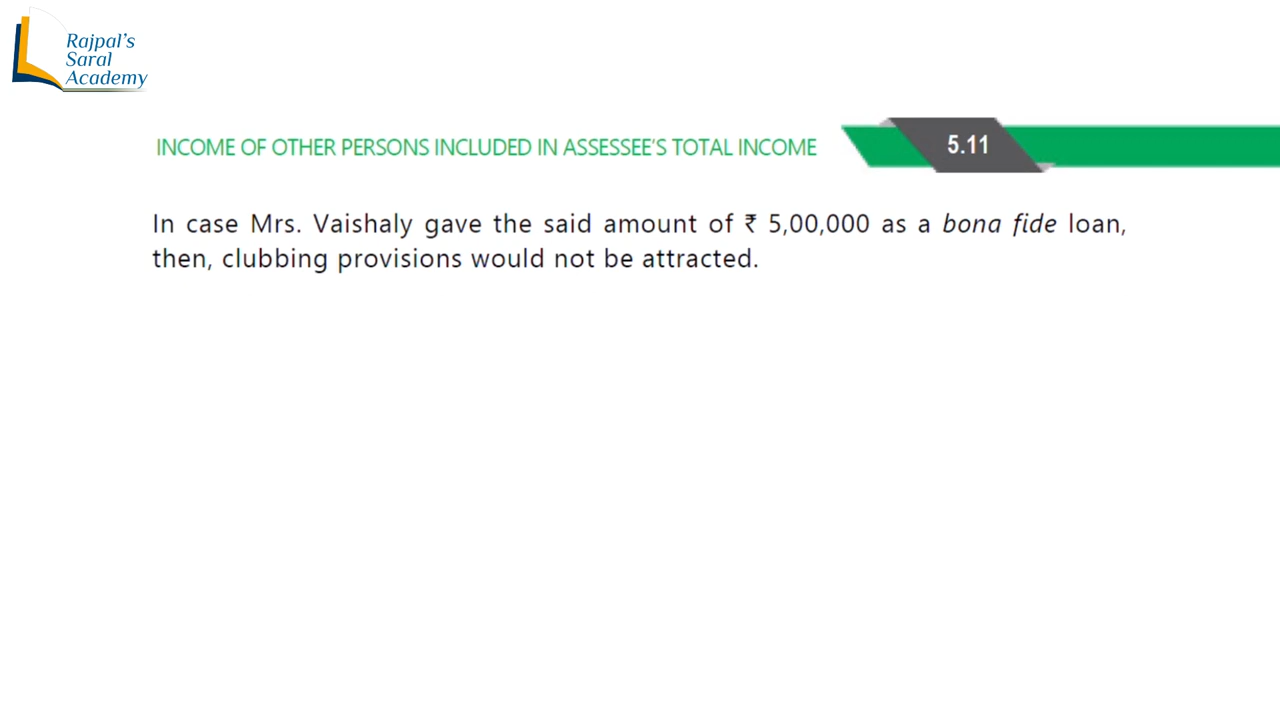 Rajpal's
Saral
Academy
INCOME OF OTHER PERSONS INCLUDED IN ASSESSEE'S TOTAL INCOME
5.11
In case Mrs. Vaishaly gave the said amount of ₹ 5,00,000 as a bona fide loan,
then, clubbing provisions would not be attracted.